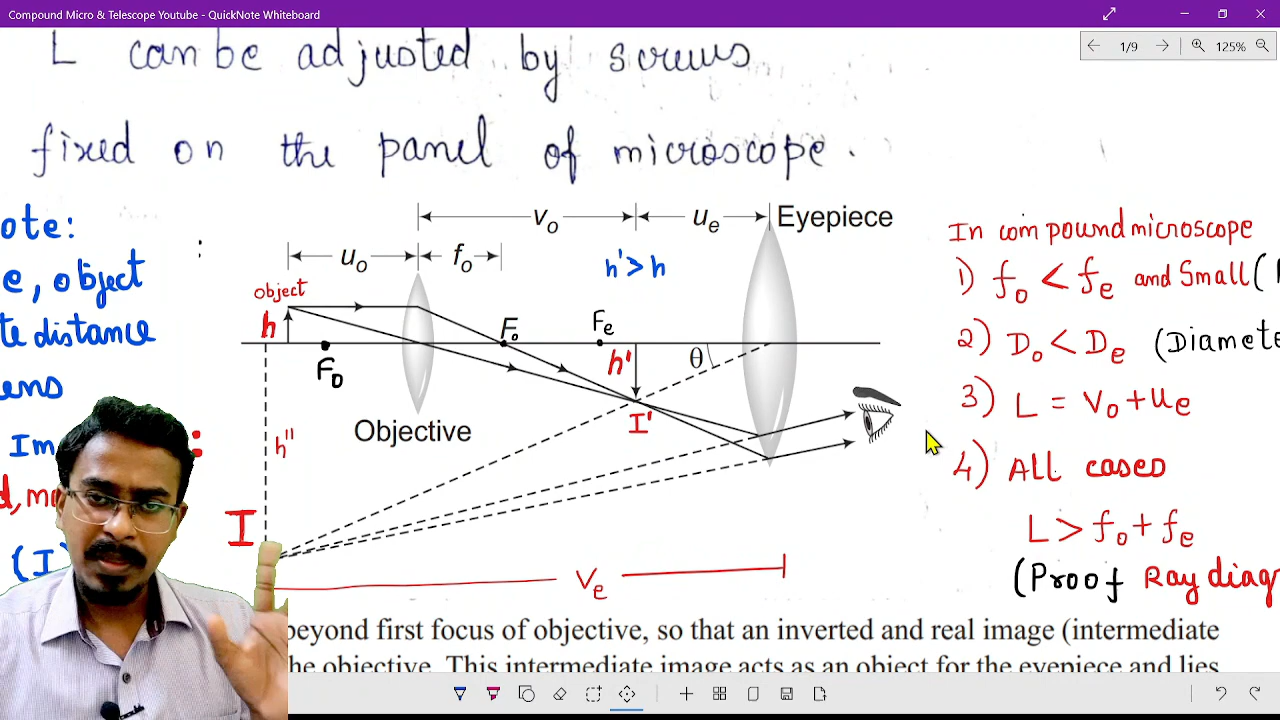 Compound Micro & Telescope Youtube - QuickNote Whiteboard
1/9
125%
L can be adjusted by screws
fixed on the panel of microscope.
ote:
e, object
te distance
ens
Im
(I)
:
v₀
uₑ
Eyepiece
u₀
f₀
h'>h
object
h
F₀
F₀
Fₑ
h'
θ
I'
Objective
h"
I
Vₑ
In compound microscope
1) f₀ < fₑ and Small (
2) D₀ < Dₑ (Diamete
3) L = v₀ + uₑ
4) All cases
L > f₀ + fₑ
(Proof Ray diag
beyond first focus of objective, so that an inverted and real image (intermediate
he objective. This intermediate image acts as an object for the eyepiece and lies